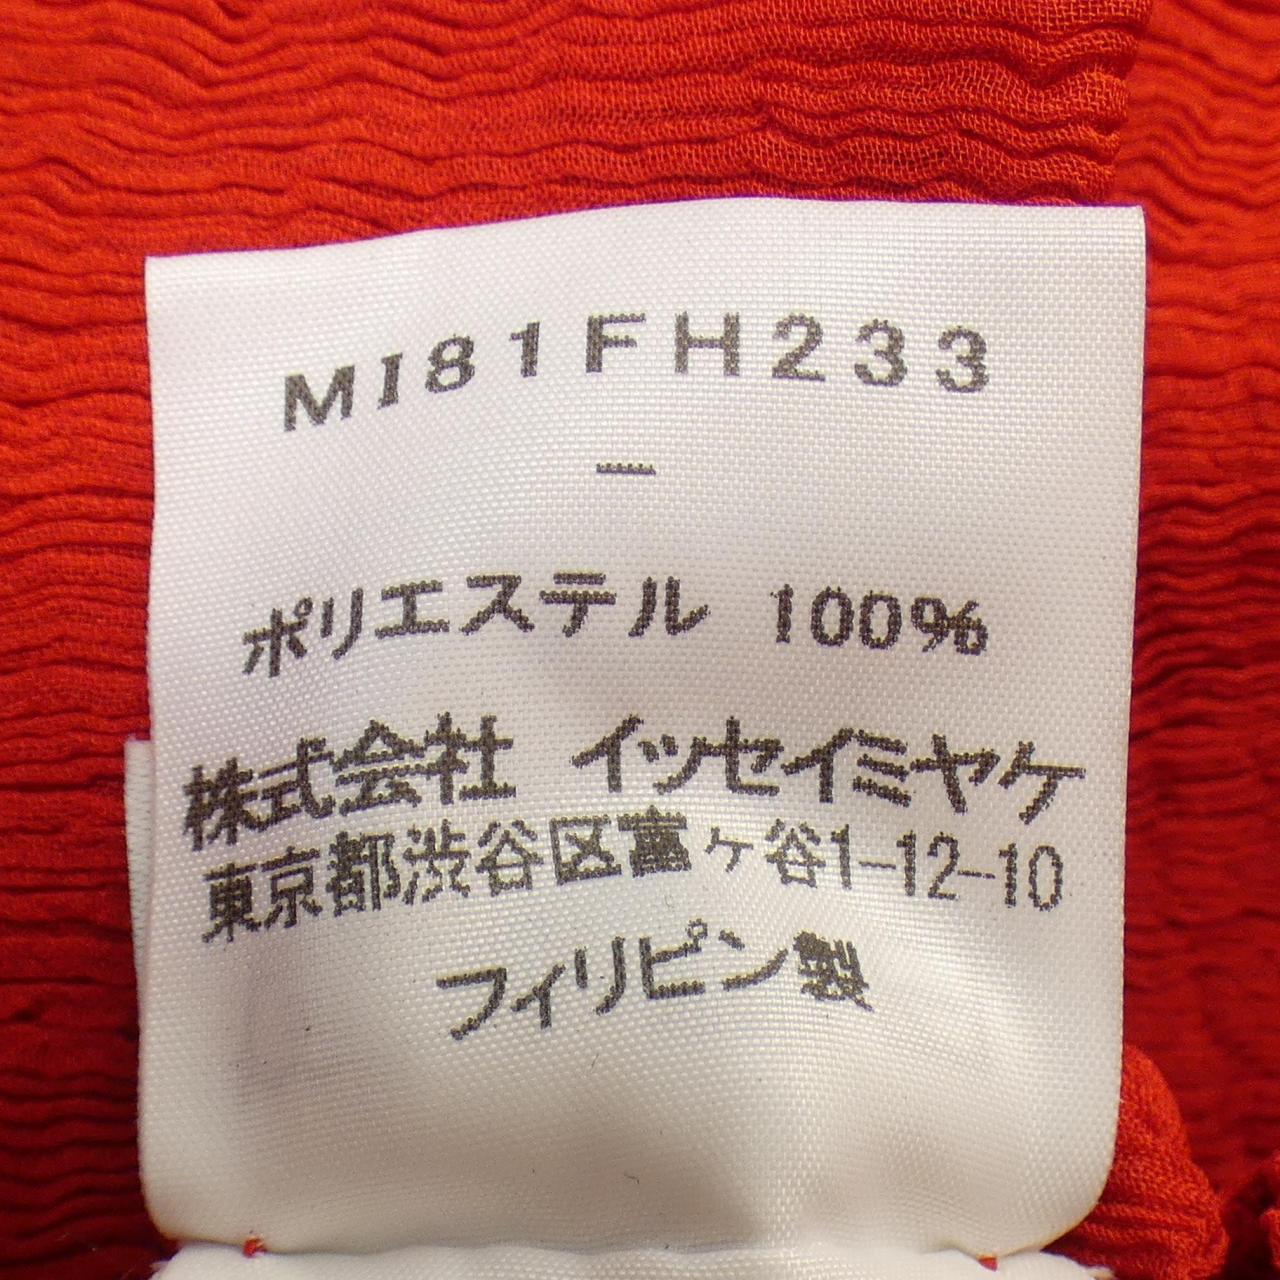 MI81FH233
—
ポリエステル 100%
株式会社 イッセイミヤケ
東京都渋谷区富ヶ谷1-12-10
フィリピン製